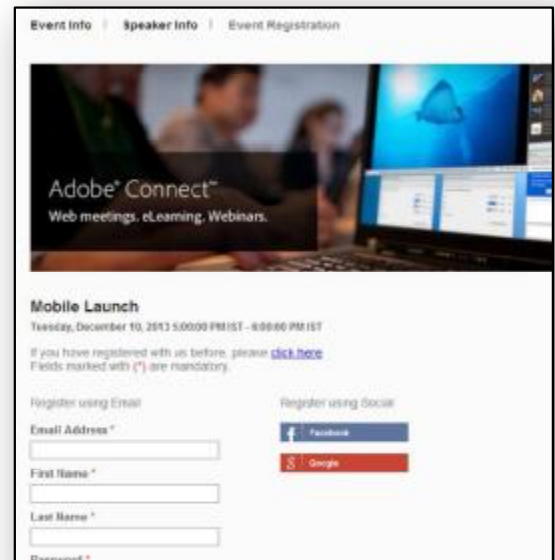 Event Info | Speaker Info | Event Registration
Adobe® Connect™
Web meetings. eLearning. Webinars.
Mobile Launch
Tuesday, December 10, 2013 5:00:00 PM IST - 6:00:00 PM IST
If you have registered with us before, please click here.
Fields marked with (*) are mandatory.
Register using Email
Register using Social
Email Address *
f Facebook
First Name *
g Google
Last Name *
Password *